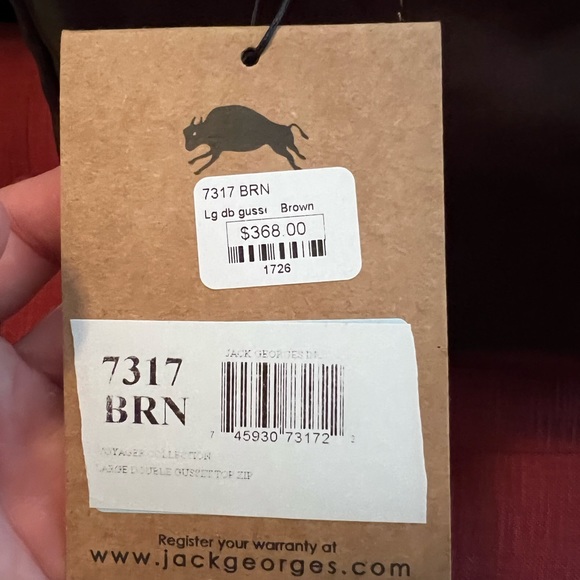 7317 BRN
Lg db guss Brown
$368.00
1726
JACK GEORGES
7317
BRN
7 45930 73172 3
VOYAGER COLLECTION
LARGE DOUBLE GUSSET TOP ZIP
Register your warranty at
www.jackgeorges.com